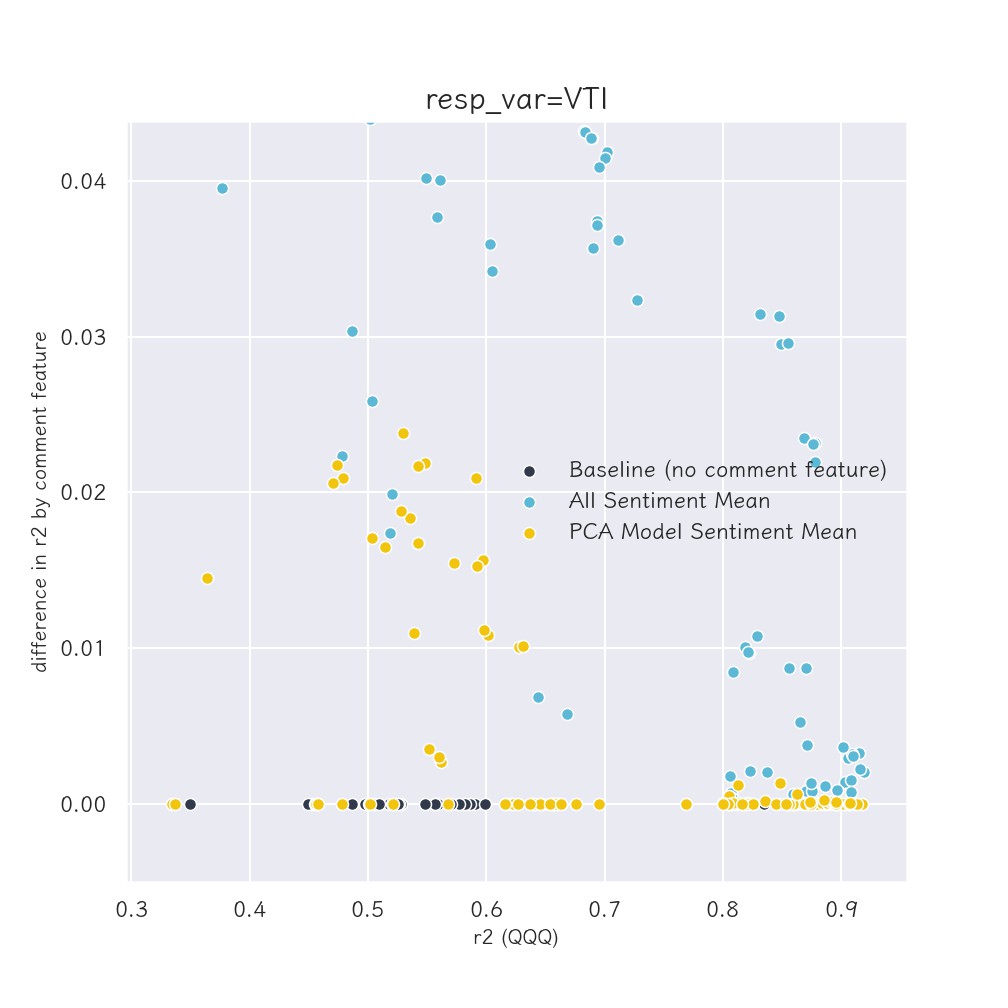 resp_var=VTI
0.04
0.03
0.02
0.01
0.00
difference in r2 by comment feature
Baseline (no comment feature)
All Sentiment Mean
PCA Model Sentiment Mean
0.3 0.4 0.5 0.6 0.7 0.8 0.9
r2 (QQQ)